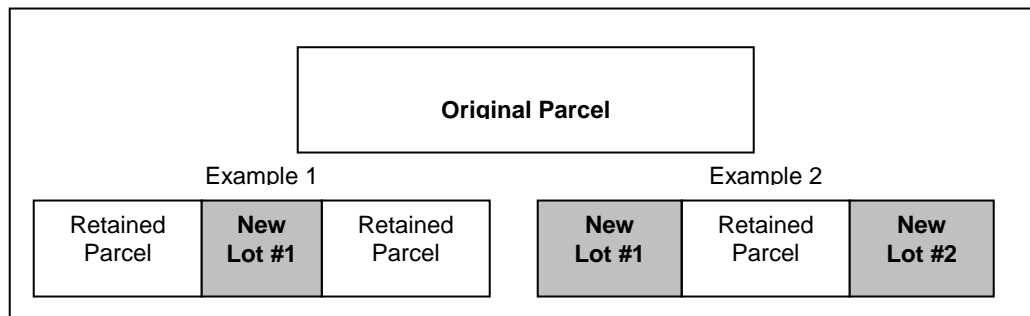 Original Parcel
Example 1
Example 2
Retained
Parcel
New
Lot #1
Retained
Parcel
New
Lot #1
Retained
Parcel
New
Lot #2